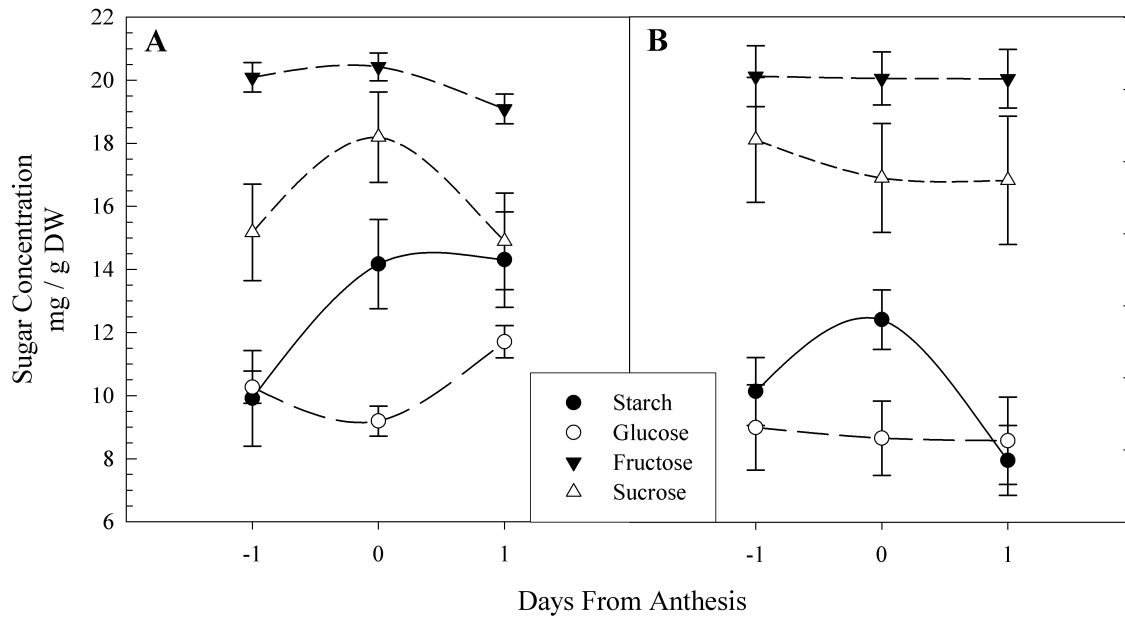 A
B
22
20
18
16
14
12
10
8
6
Sugar Concentration
mg / g DW
Starch
Glucose
Fructose
Sucrose
-1
0
1
-1
0
1
Days From Anthesis